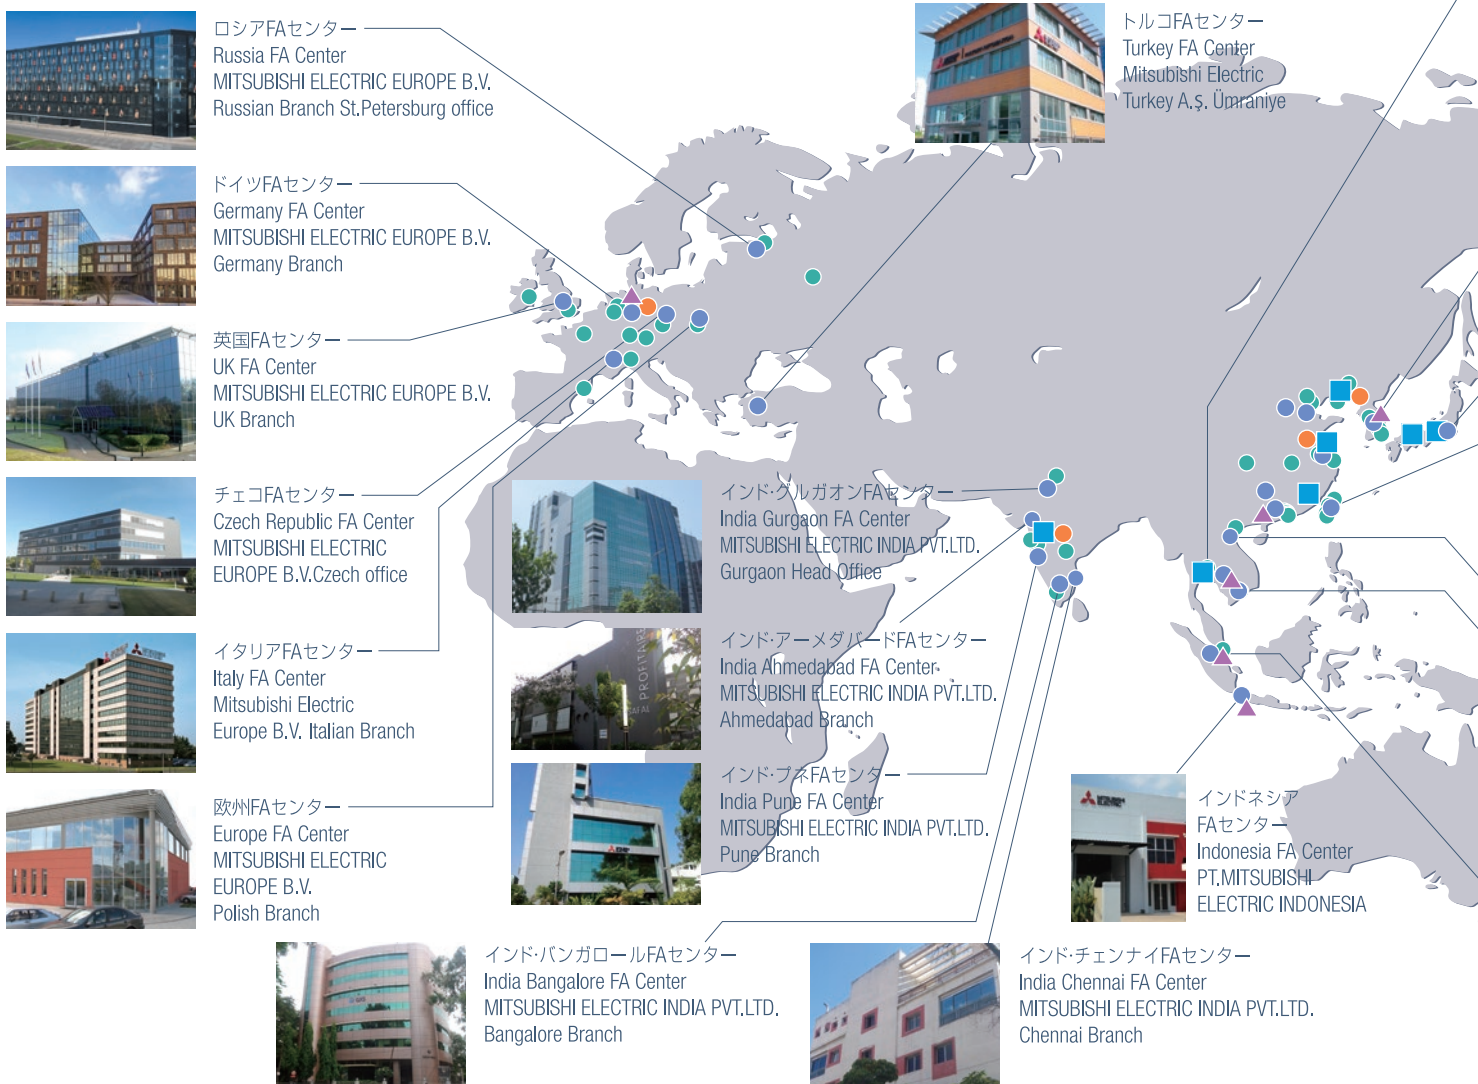 ロシアFAセンター
Russia FA Center
MITSUBISHI ELECTRIC EUROPE B.V.
Russian Branch St.Petersburg office
ドイツFAセンター
Germany FA Center
MITSUBISHI ELECTRIC EUROPE B.V.
Germany Branch
英国FAセンター
UK FA Center
MITSUBISHI ELECTRIC EUROPE B.V.
UK Branch
チェコFAセンター
Czech Republic FA Center
MITSUBISHI ELECTRIC
EUROPE B.V.Czech office
イタリアFAセンター
Italy FA Center
Mitsubishi Electric
Europe B.V. Italian Branch
欧州FAセンター
Europe FA Center
MITSUBISHI ELECTRIC
EUROPE B.V.
Polish Branch
トルコFAセンター
Turkey FA Center
Mitsubishi Electric
Turkey A.ş. Ümraniye
インド·グルガオンFAセンター
India Gurgaon FA Center
MITSUBISHI ELECTRIC INDIA PVT.LTD.
Gurgaon Head Office
PROFITAIRE
インド·アーメダバードFAセンター
India Ahmedabad FA Center
MITSUBISHI ELECTRIC INDIA PVT.LTD.
Ahmedabad Branch
インド·プネFAセンター
India Pune FA Center
MITSUBISHI ELECTRIC INDIA PVT.LTD.
Pune Branch
インドネシア
FAセンター
Indonesia FA Center
PT.MITSUBISHI
ELECTRIC INDONESIA
インド·バンガロールFAセンター
India Bangalore FA Center
MITSUBISHI ELECTRIC INDIA PVT.LTD.
Bangalore Branch
インド·チェンナイFAセンター
India Chennai FA Center
MITSUBISHI ELECTRIC INDIA PVT.LTD.
Chennai Branch